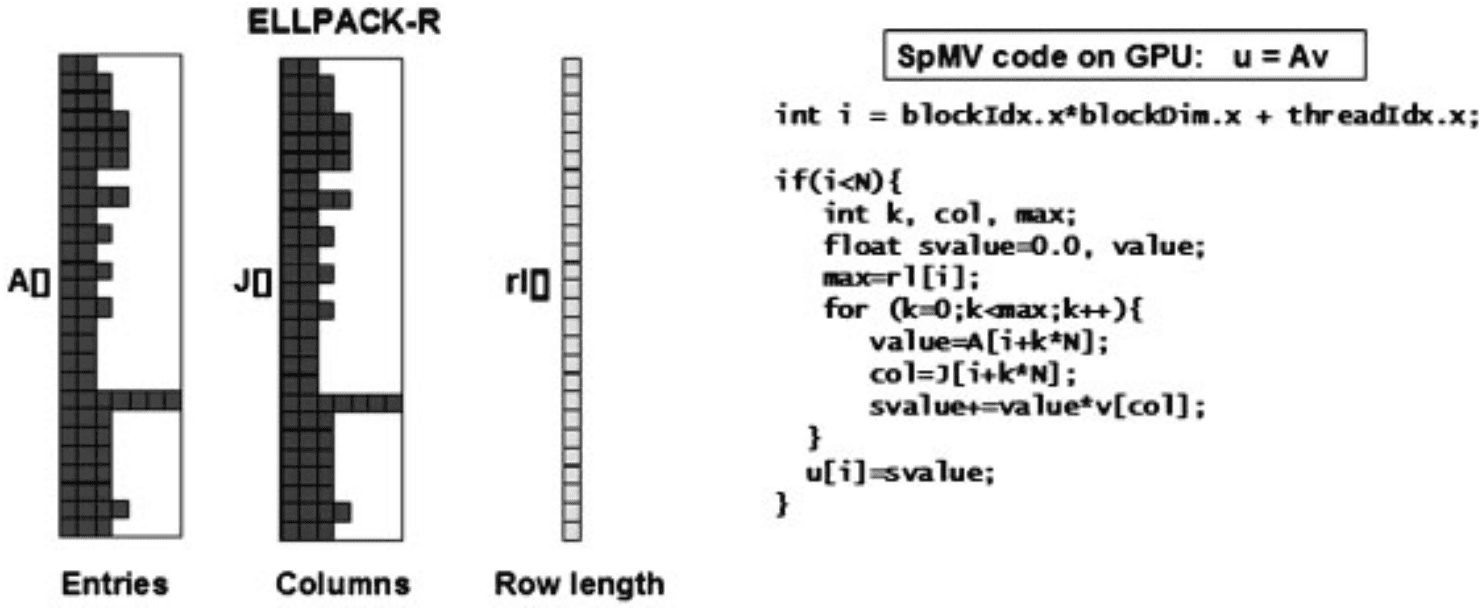 ELLPACK-R
A[]
J[]
rl[]
Entries
Columns
Row length
SpMV code on GPU: u = Av
int i = blockIdx.x*blockDim.x + threadIdx.x;
if(i<N){
int k, col, max;
float svalue=0.0, value;
max=rl[i];
for (k=0;k<max;k++){
value=A[i+k*N];
col=J[i+k*N];
svalue+=value*v[col];
}
u[i]=svalue;
}